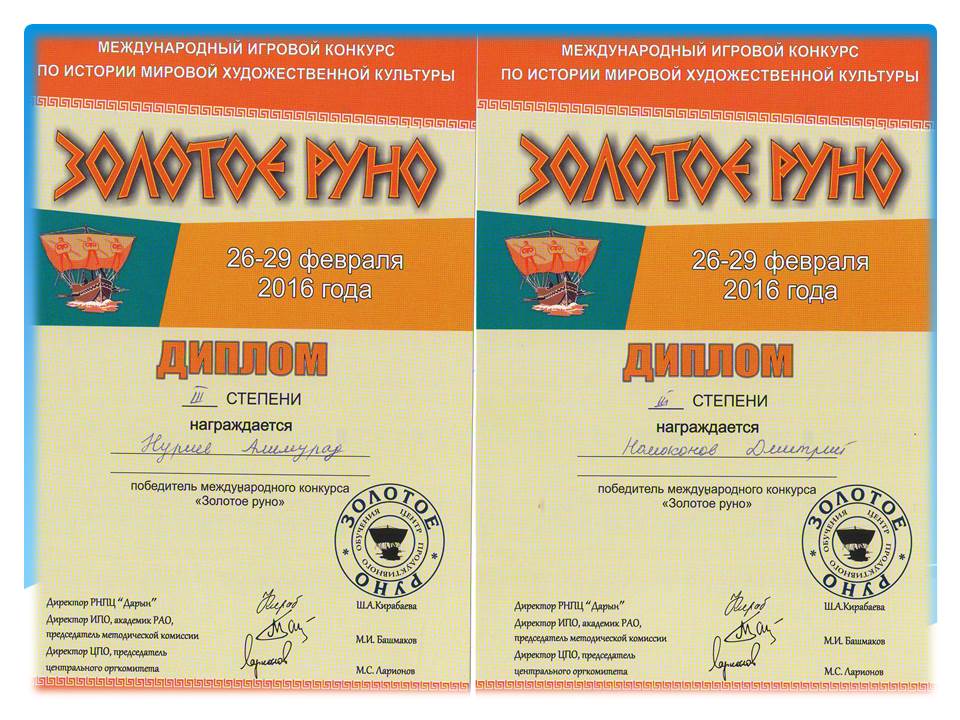 МЕЖДУНАРОДНЫЙ ИГРОВОЙ КОНКУРС
ПО ИСТОРИИ МИРОВОЙ ХУДОЖЕСТВЕННОЙ КУЛЬТУРЫ
ЗОЛОТОЕ РУНО
26-29 февраля
2016 года
ДИПЛОМ
III СТЕПЕНИ
награждается
Нуриев Алимурад
победитель международного конкурса
«Золотое руно»
ЗОЛОТОЕ РУНО
ЦЕНТР ПРОДУКТИВНОГО ОБУЧЕНИЯ
Директор РНПЦ "Дарын"
Ш.А.Кирабаева
Директор ИПО, академик РАО,
председатель методической комиссии
М.И. Башмаков
Директор ЦПО, председатель
центрального оргкомитета
М.С. Ларионов
МЕЖДУНАРОДНЫЙ ИГРОВОЙ КОНКУРС
ПО ИСТОРИИ МИРОВОЙ ХУДОЖЕСТВЕННОЙ КУЛЬТУРЫ
ЗОЛОТОЕ РУНО
26-29 февраля
2016 года
ДИПЛОМ
III СТЕПЕНИ
награждается
Номоконов Дмитрий
победитель международного конкурса
«Золотое руно»
ЗОЛОТОЕ РУНО
ЦЕНТР ПРОДУКТИВНОГО ОБУЧЕНИЯ
Директор РНПЦ "Дарын"
Ш.А.Кирабаева
Директор ИПО, академик РАО,
председатель методической комиссии
М.И. Башмаков
Директор ЦПО, председатель
центрального оргкомитета
М.С. Ларионов